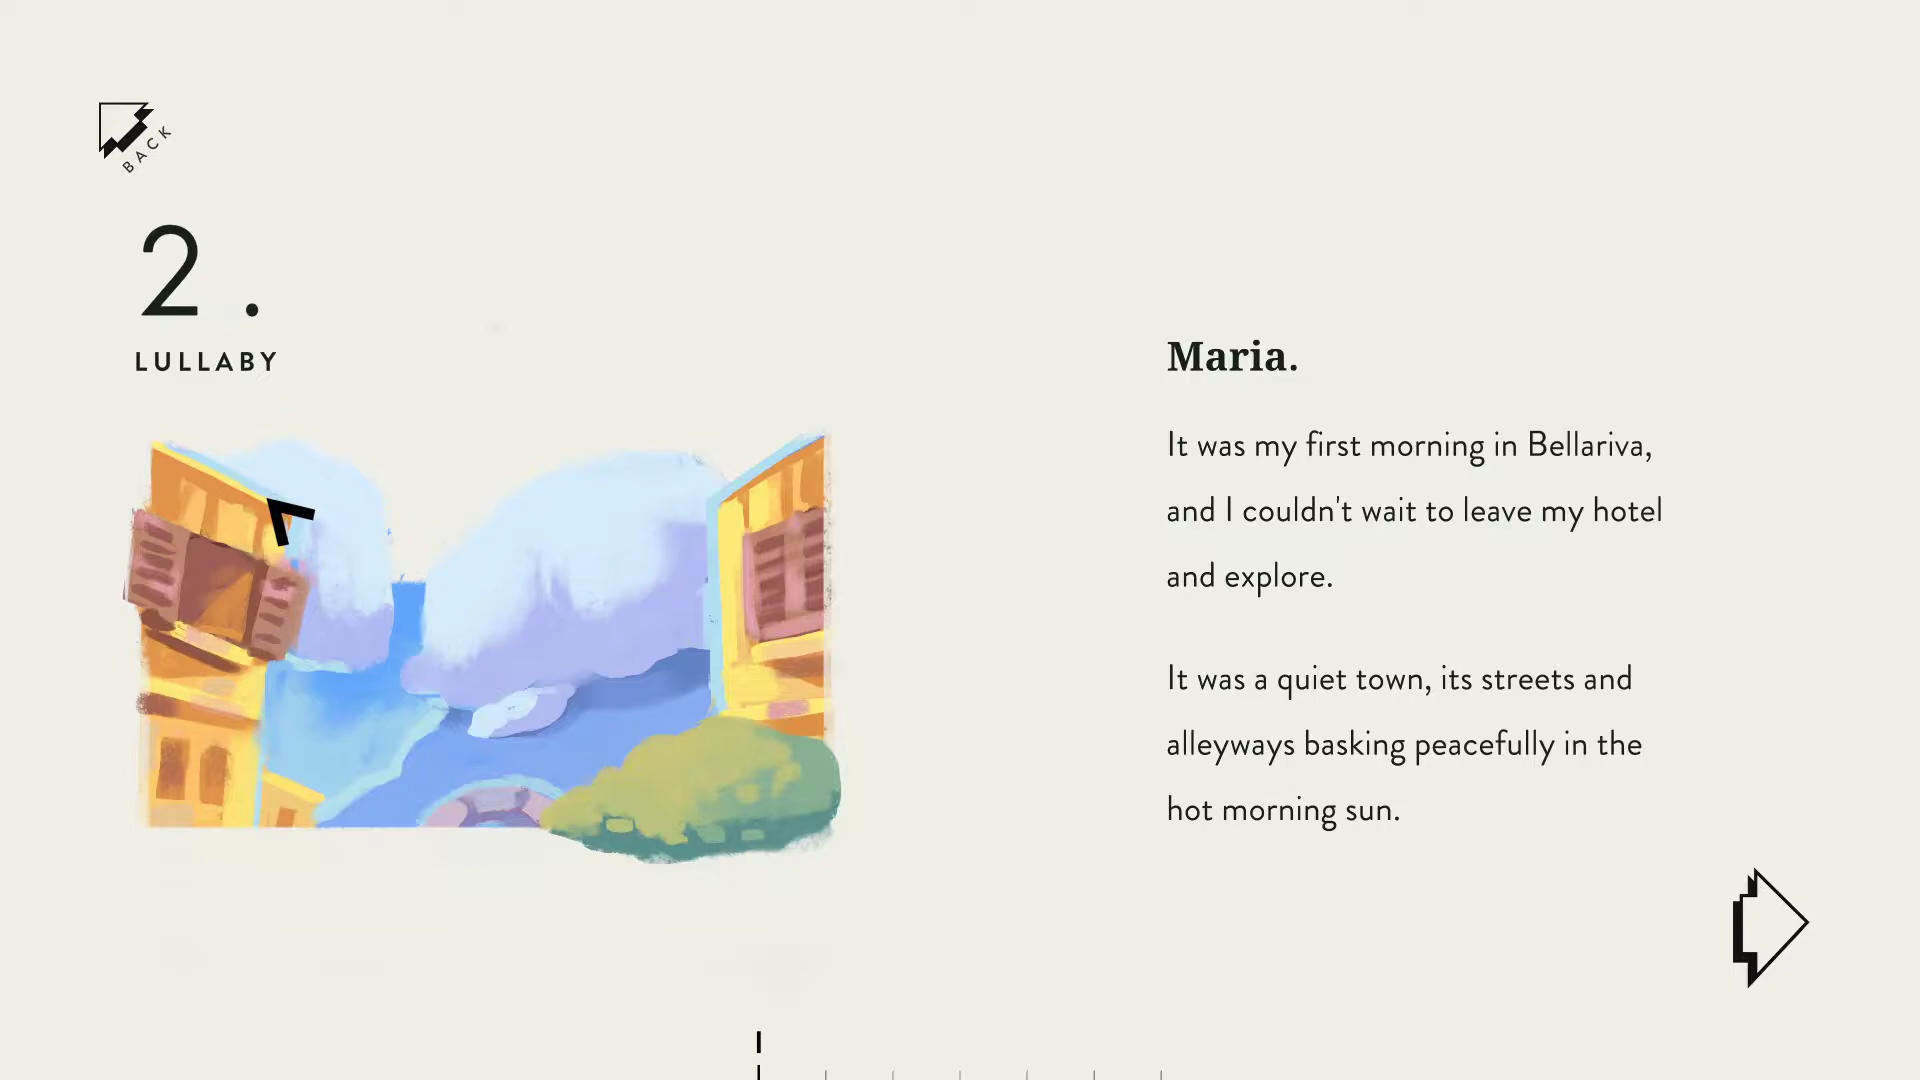 BACK
2.
LULLABY
Maria.
It was my first morning in Bellariva,
and I couldn't wait to leave my hotel
and explore.
It was a quiet town, its streets and
alleyways basking peacefully in the
hot morning sun.